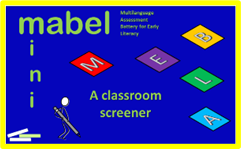 mabel
Multilanguage
Assessment
Battery for Early
Literacy
i
n
i
M
E
B
L
A
A classroom
screener